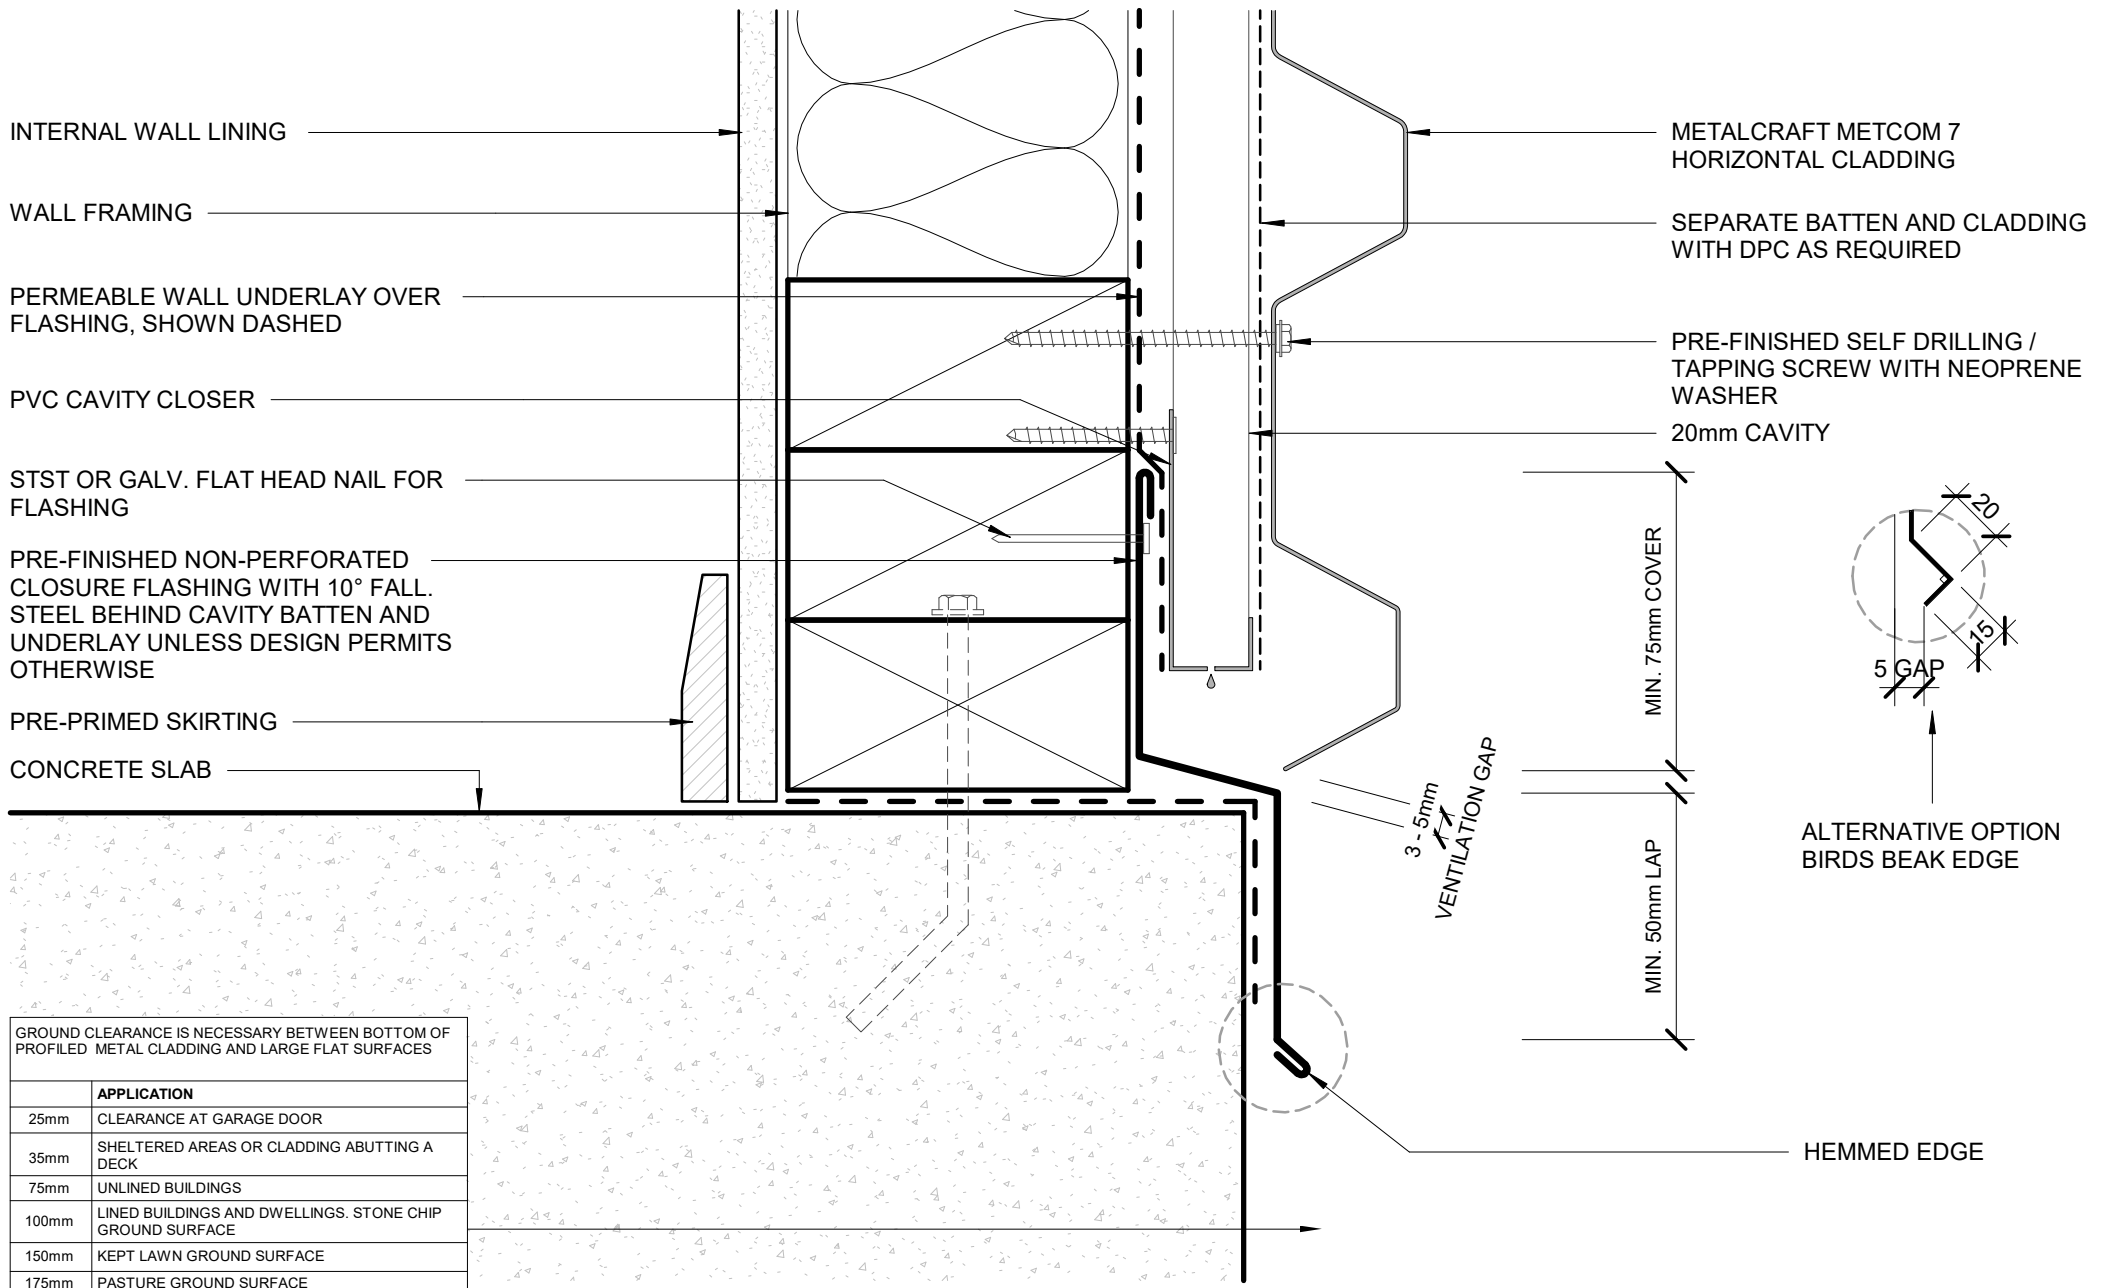 INTERNAL WALL LINING
WALL FRAMING
PERMEABLE WALL UNDERLAY OVER
FLASHING, SHOWN DASHED
PVC CAVITY CLOSER
STST OR GALV. FLAT HEAD NAIL FOR
FLASHING
PRE-FINISHED NON-PERFORATED
CLOSURE FLASHING WITH 10° FALL.
STEEL BEHIND CAVITY BATTEN AND
UNDERLAY UNLESS DESIGN PERMITS
OTHERWISE
PRE-PRIMED SKIRTING
CONCRETE SLAB
METALCRAFT METCOM 7
HORIZONTAL CLADDING
SEPARATE BATTEN AND CLADDING
WITH DPC AS REQUIRED
PRE-FINISHED SELF DRILLING /
TAPPING SCREW WITH NEOPRENE
WASHER
20mm CAVITY
MIN. 75mm COVER
MIN. 50mm LAP
3 - 5mm
VENTILATION GAP
20
15
5 GAP
ALTERNATIVE OPTION
BIRDS BEAK EDGE
HEMMED EDGE
GROUND CLEARANCE IS NECESSARY BETWEEN BOTTOM OF
PROFILED METAL CLADDING AND LARGE FLAT SURFACES
APPLICATION
25mm CLEARANCE AT GARAGE DOOR
35mm SHELTERED AREAS OR CLADDING ABUTTING A
DECK
75mm UNLINED BUILDINGS
100mm LINED BUILDINGS AND DWELLINGS. STONE CHIP
GROUND SURFACE
150mm KEPT LAWN GROUND SURFACE
175mm PASTURE GROUND SURFACE